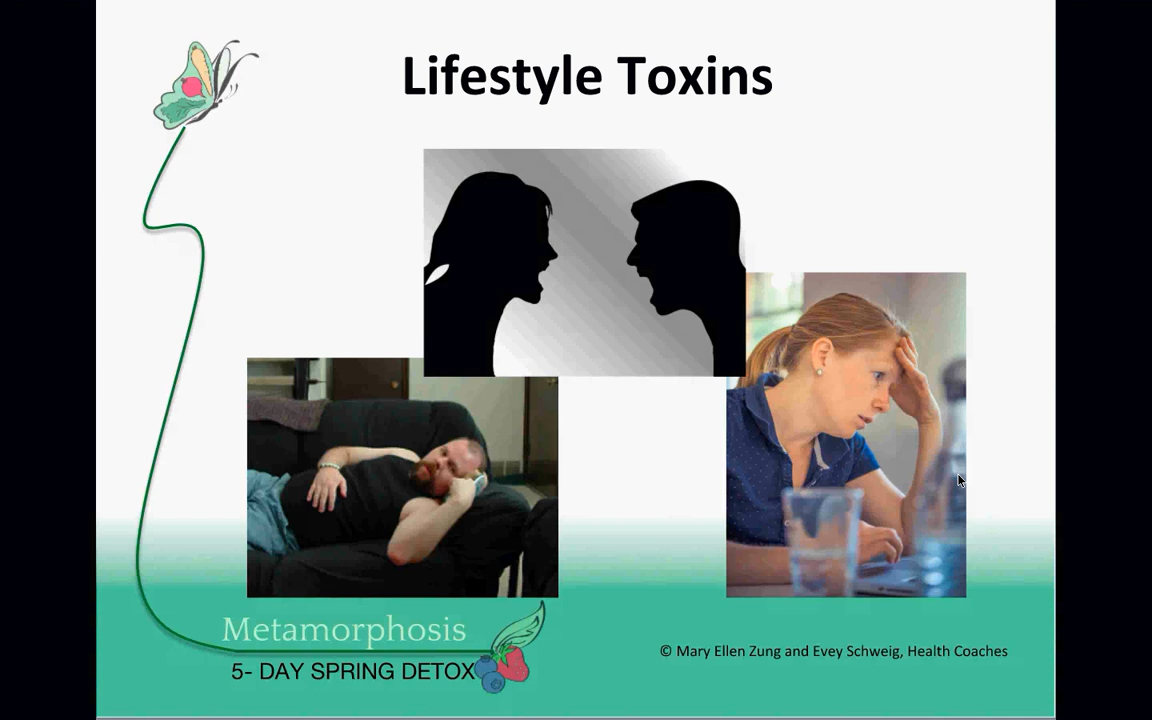 Lifestyle Toxins
Metamorphosis
5- DAY SPRING DETOX
© Mary Ellen Zung and Evey Schweig, Health Coaches